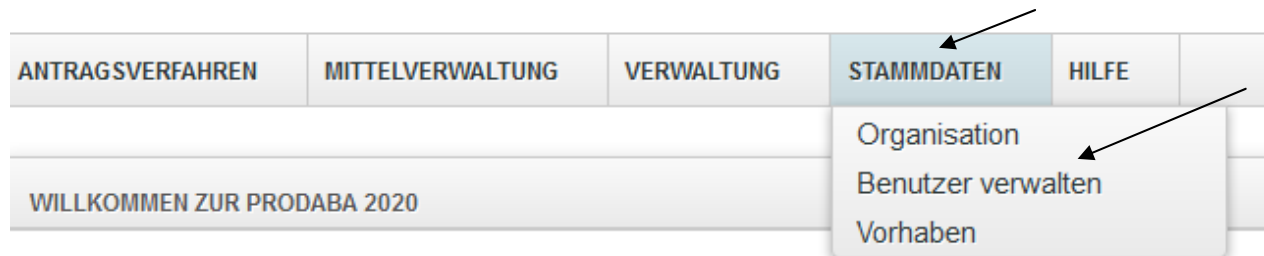 ANTRAGSVERFAHREN MITTELVERWALTUNG VERWALTUNG STAMMDATEN HILFE
Organisation
Benutzer verwalten
Vorhaben
WILLKOMMEN ZUR PRODABA 2020